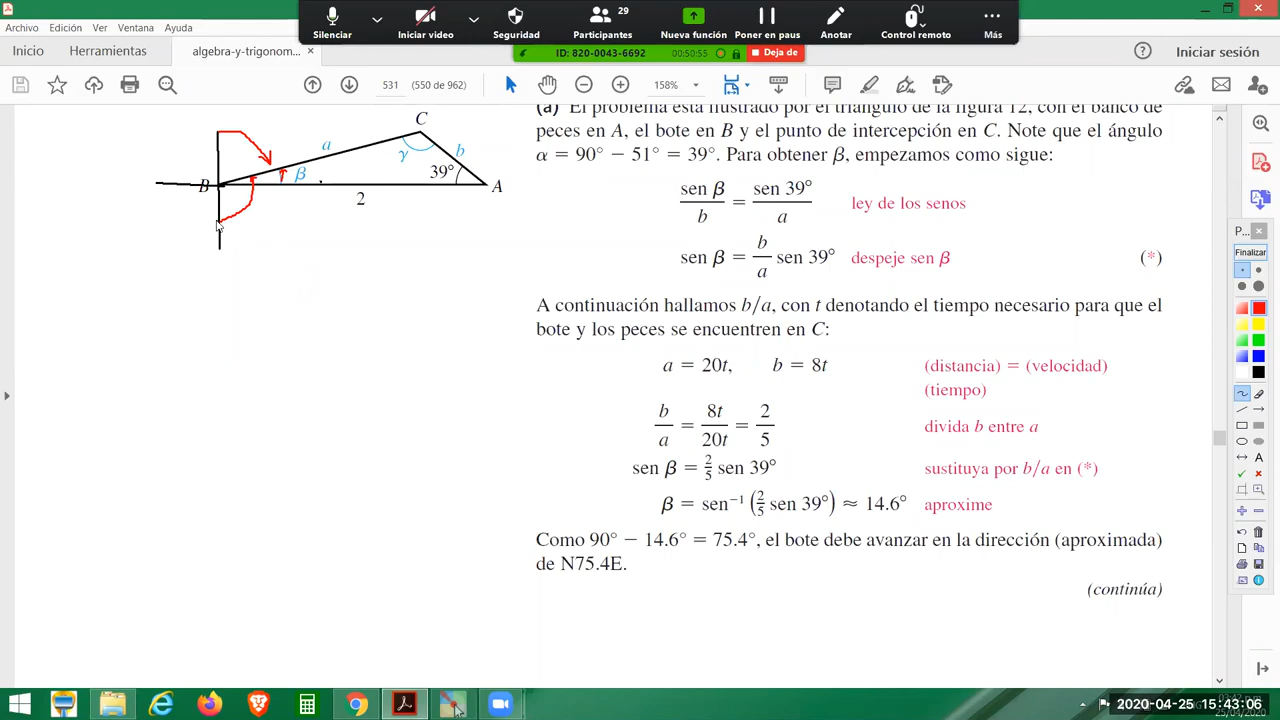 Silenciar
Iniciar video
Seguridad
29
Participantes
Nueva función
Poner en paus
Anotar
Control remoto
Más
ID: 820-0043-6692
00:50:55
Deja de
Archivo Edición Ver Ventana Ayuda
Inicio
Herramientas
algebra-y-trigonom...
Iniciar sesión
531 (550 de 962)
158%
C
a
b
γ
β
39°
B
A
2
(a) El problema está ilustrado por el triángulo de la figura 12, con el banco de
peces en A, el bote en B y el punto de intercepción en C. Note que el ángulo
α = 90° − 51° = 39°. Para obtener β, empezamos como sigue:
sen β / b = sen 39° / a ley de los senos
sen β = b/a sen 39° despeje sen β (*)
A continuación hallamos b/a, con t denotando el tiempo necesario para que el
bote y los peces se encuentren en C:
a = 20t, b = 8t (distancia) = (velocidad)
(tiempo)
b/a = 8t/20t = 2/5 divida b entre a
sen β = 2/5 sen 39° sustituya por b/a en (*)
β = sen⁻¹ (2/5 sen 39°) ≈ 14.6° aproxime
Como 90° − 14.6° = 75.4°, el bote debe avanzar en la dirección (aproximada)
de N75.4E.
(continúa)
P...
Finalizar
A
2020-04-25 15:43:06